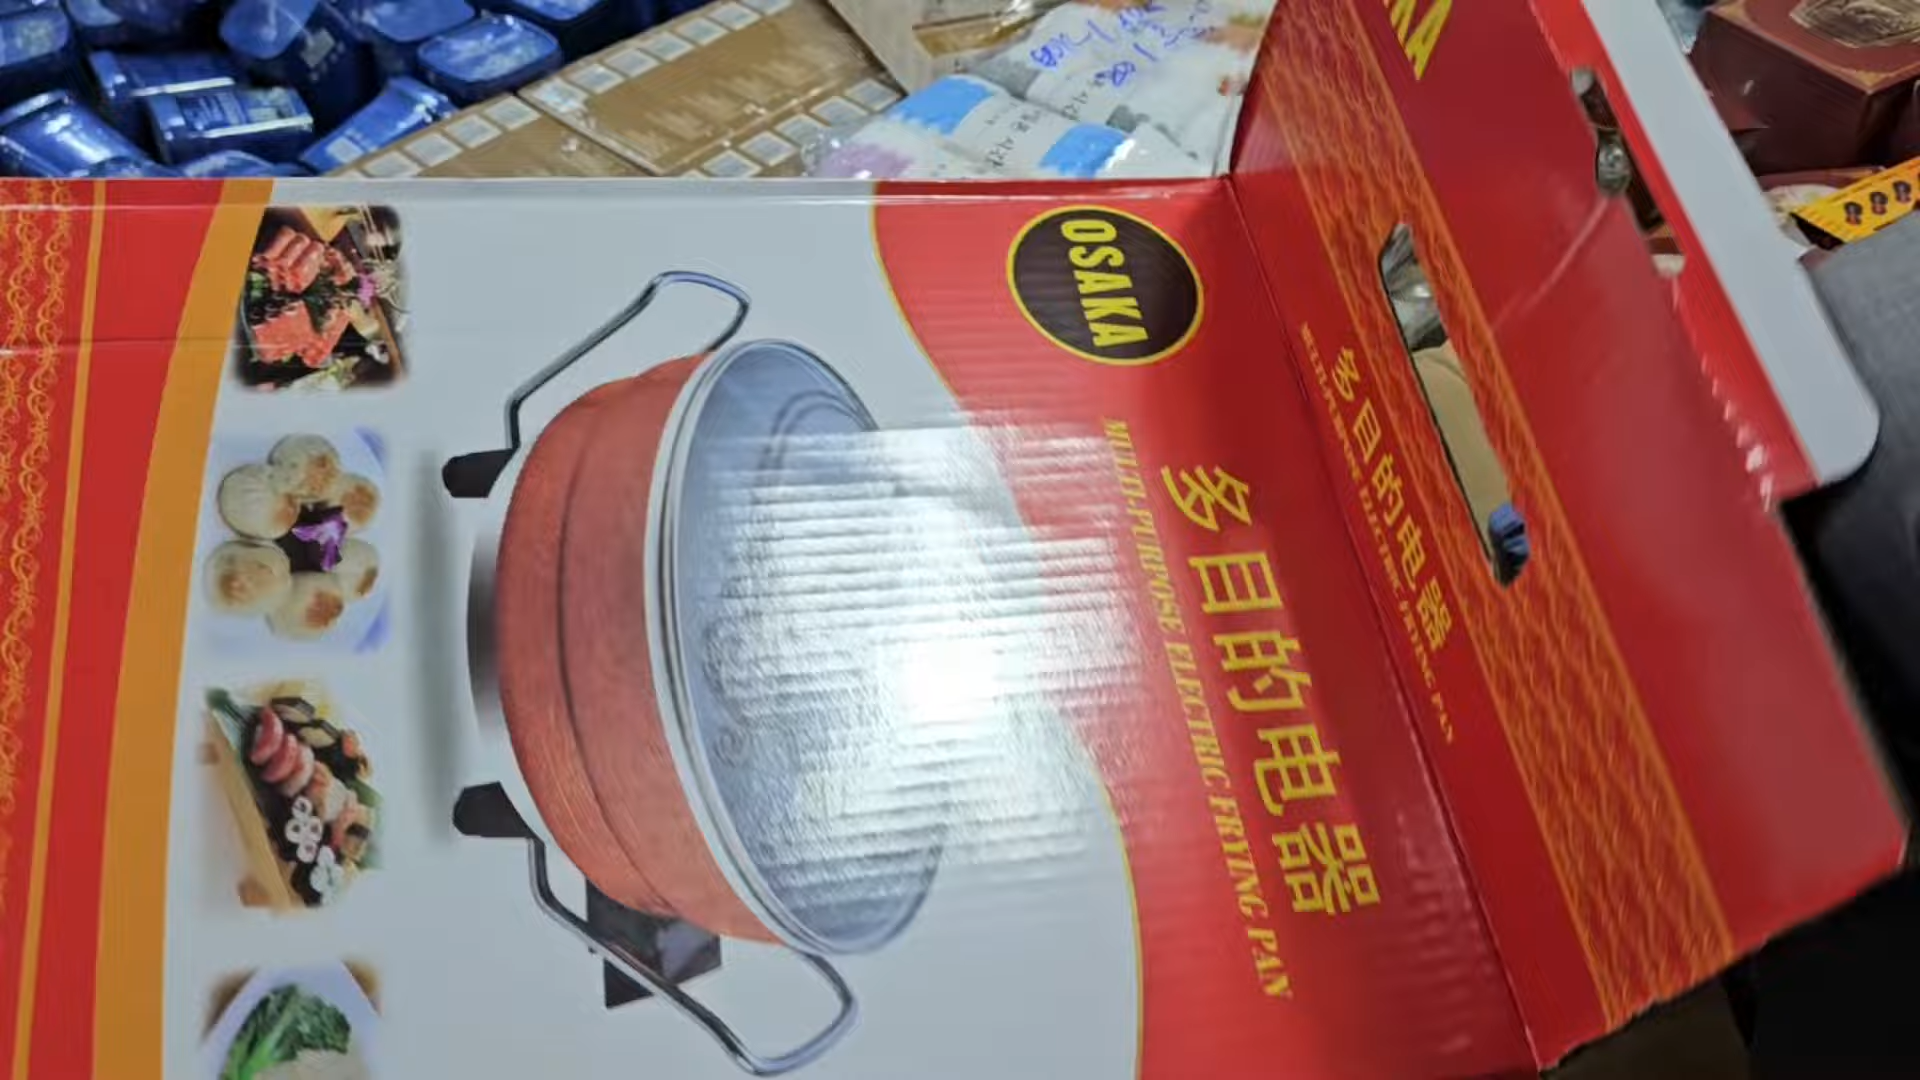 OSAKA
多目的电器
MULTI-PURPOSE ELECTRIC FRYING PAN
多目的电器
MULTI-PURPOSE ELECTRIC FRYING PAN